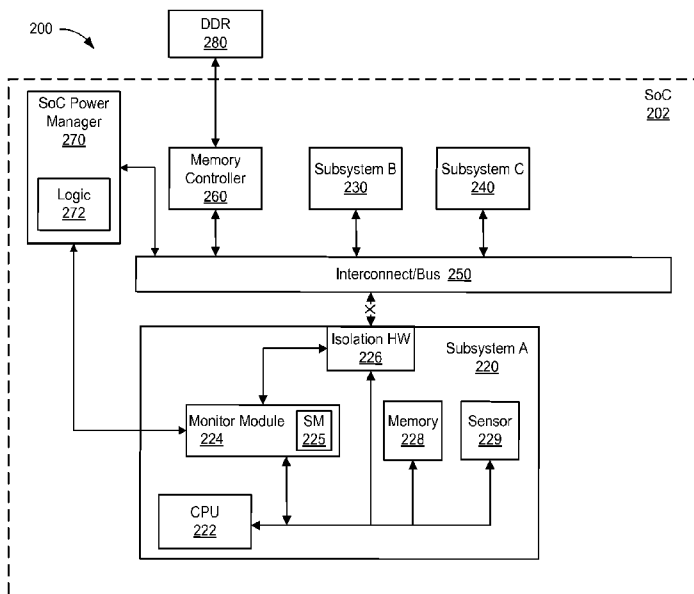 200
DDR
280
SoC
202
SoC Power
Manager
270
Logic
272
Memory
Controller
260
Subsystem B
230
Subsystem C
240
Interconnect/Bus 250
X
Isolation HW
226
Subsystem A
220
Monitor Module
224
SM
225
Memory
228
Sensor
229
CPU
222